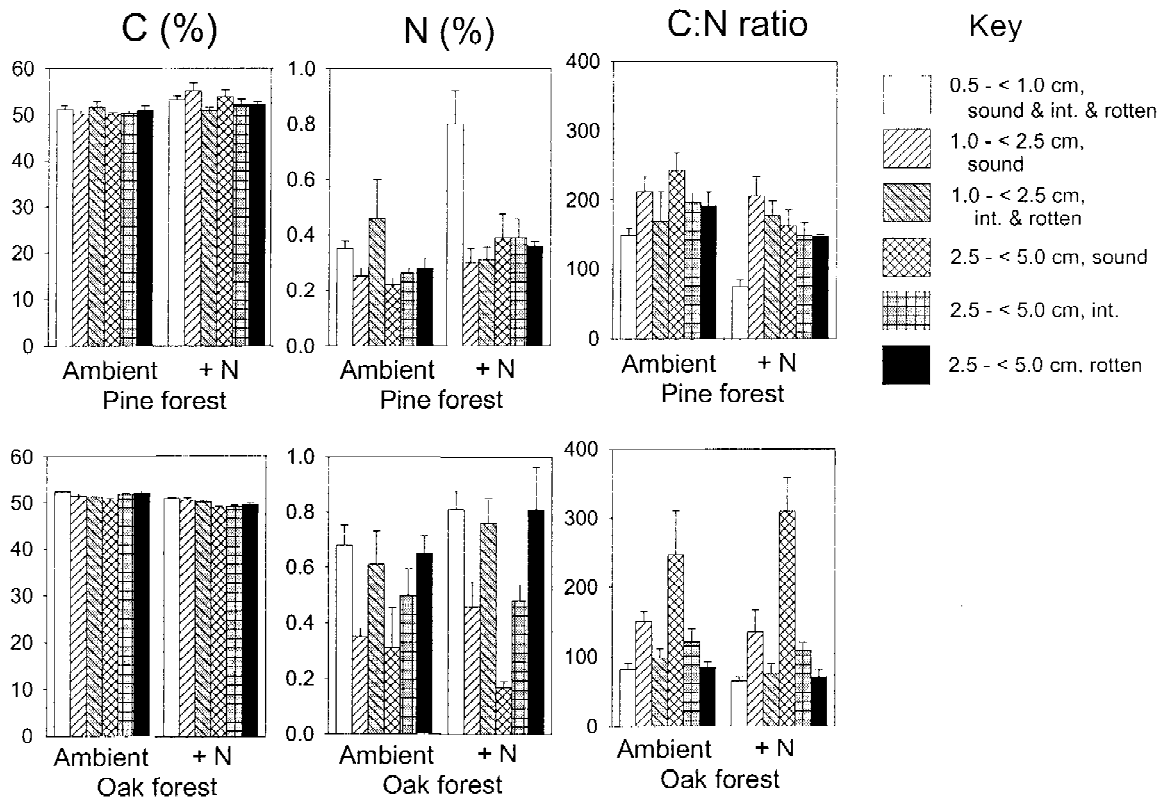 C (%)
N (%)
C:N ratio
Key
60
50
40
30
20
10
0
Ambient + N
Pine forest
1.0
0.8
0.6
0.4
0.2
0.0
Ambient + N
Pine forest
400
300
200
100
0
Ambient + N
Pine forest
0.5 - < 1.0 cm,
sound & int. & rotten
1.0 - < 2.5 cm,
sound
1.0 - < 2.5 cm,
int. & rotten
2.5 - < 5.0 cm, sound
2.5 - < 5.0 cm, int.
2.5 - < 5.0 cm, rotten
60
50
40
30
20
10
0
Ambient + N
Oak forest
1.0
0.8
0.6
0.4
0.2
0.0
Ambient + N
Oak forest
400
300
200
100
0
Ambient + N
Oak forest